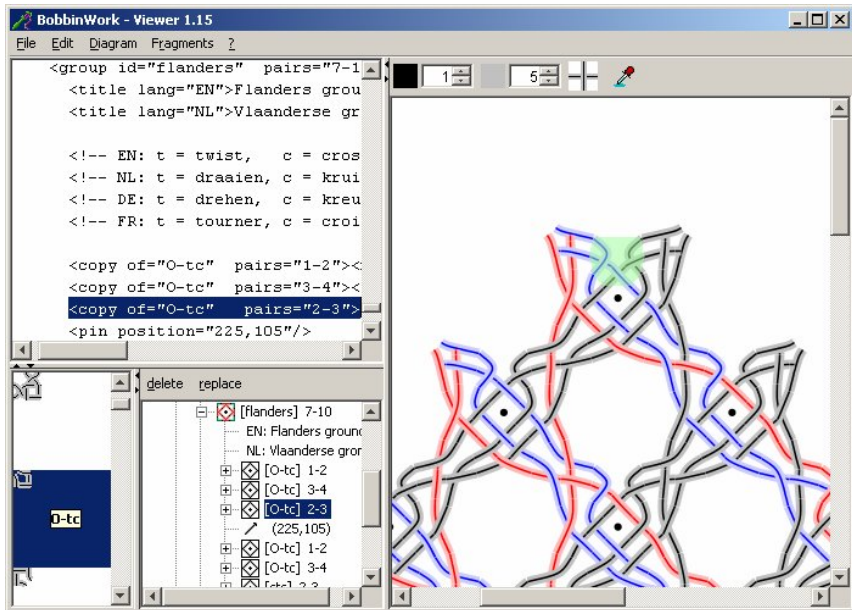 BobbinWork - Viewer 1.15
File Edit Diagram Fragments ?
<group id="flanders" pairs="7-1
<title lang="EN">Flanders grou
<title lang="NL">Vlaanderse gr
<!-- EN: t = twist, c = cros
<!-- NL: t = draaien, c = krui
<!-- DE: t = drehen, c = kreu
<!-- FR: t = tourner, c = croi
<copy of="O-tc" pairs="1-2"><
<copy of="O-tc" pairs="3-4"><
<copy of="O-tc" pairs="2-3">
<pin position="225,105"/>
1 5
O-tc
delete replace
[flanders] 7-10
EN: Flanders ground
NL: Vlaanderse gror
[O-tc] 1-2
[O-tc] 3-4
[O-tc] 2-3
(225,105)
[O-tc] 1-2
[O-tc] 3-4
[ctc] 2-3